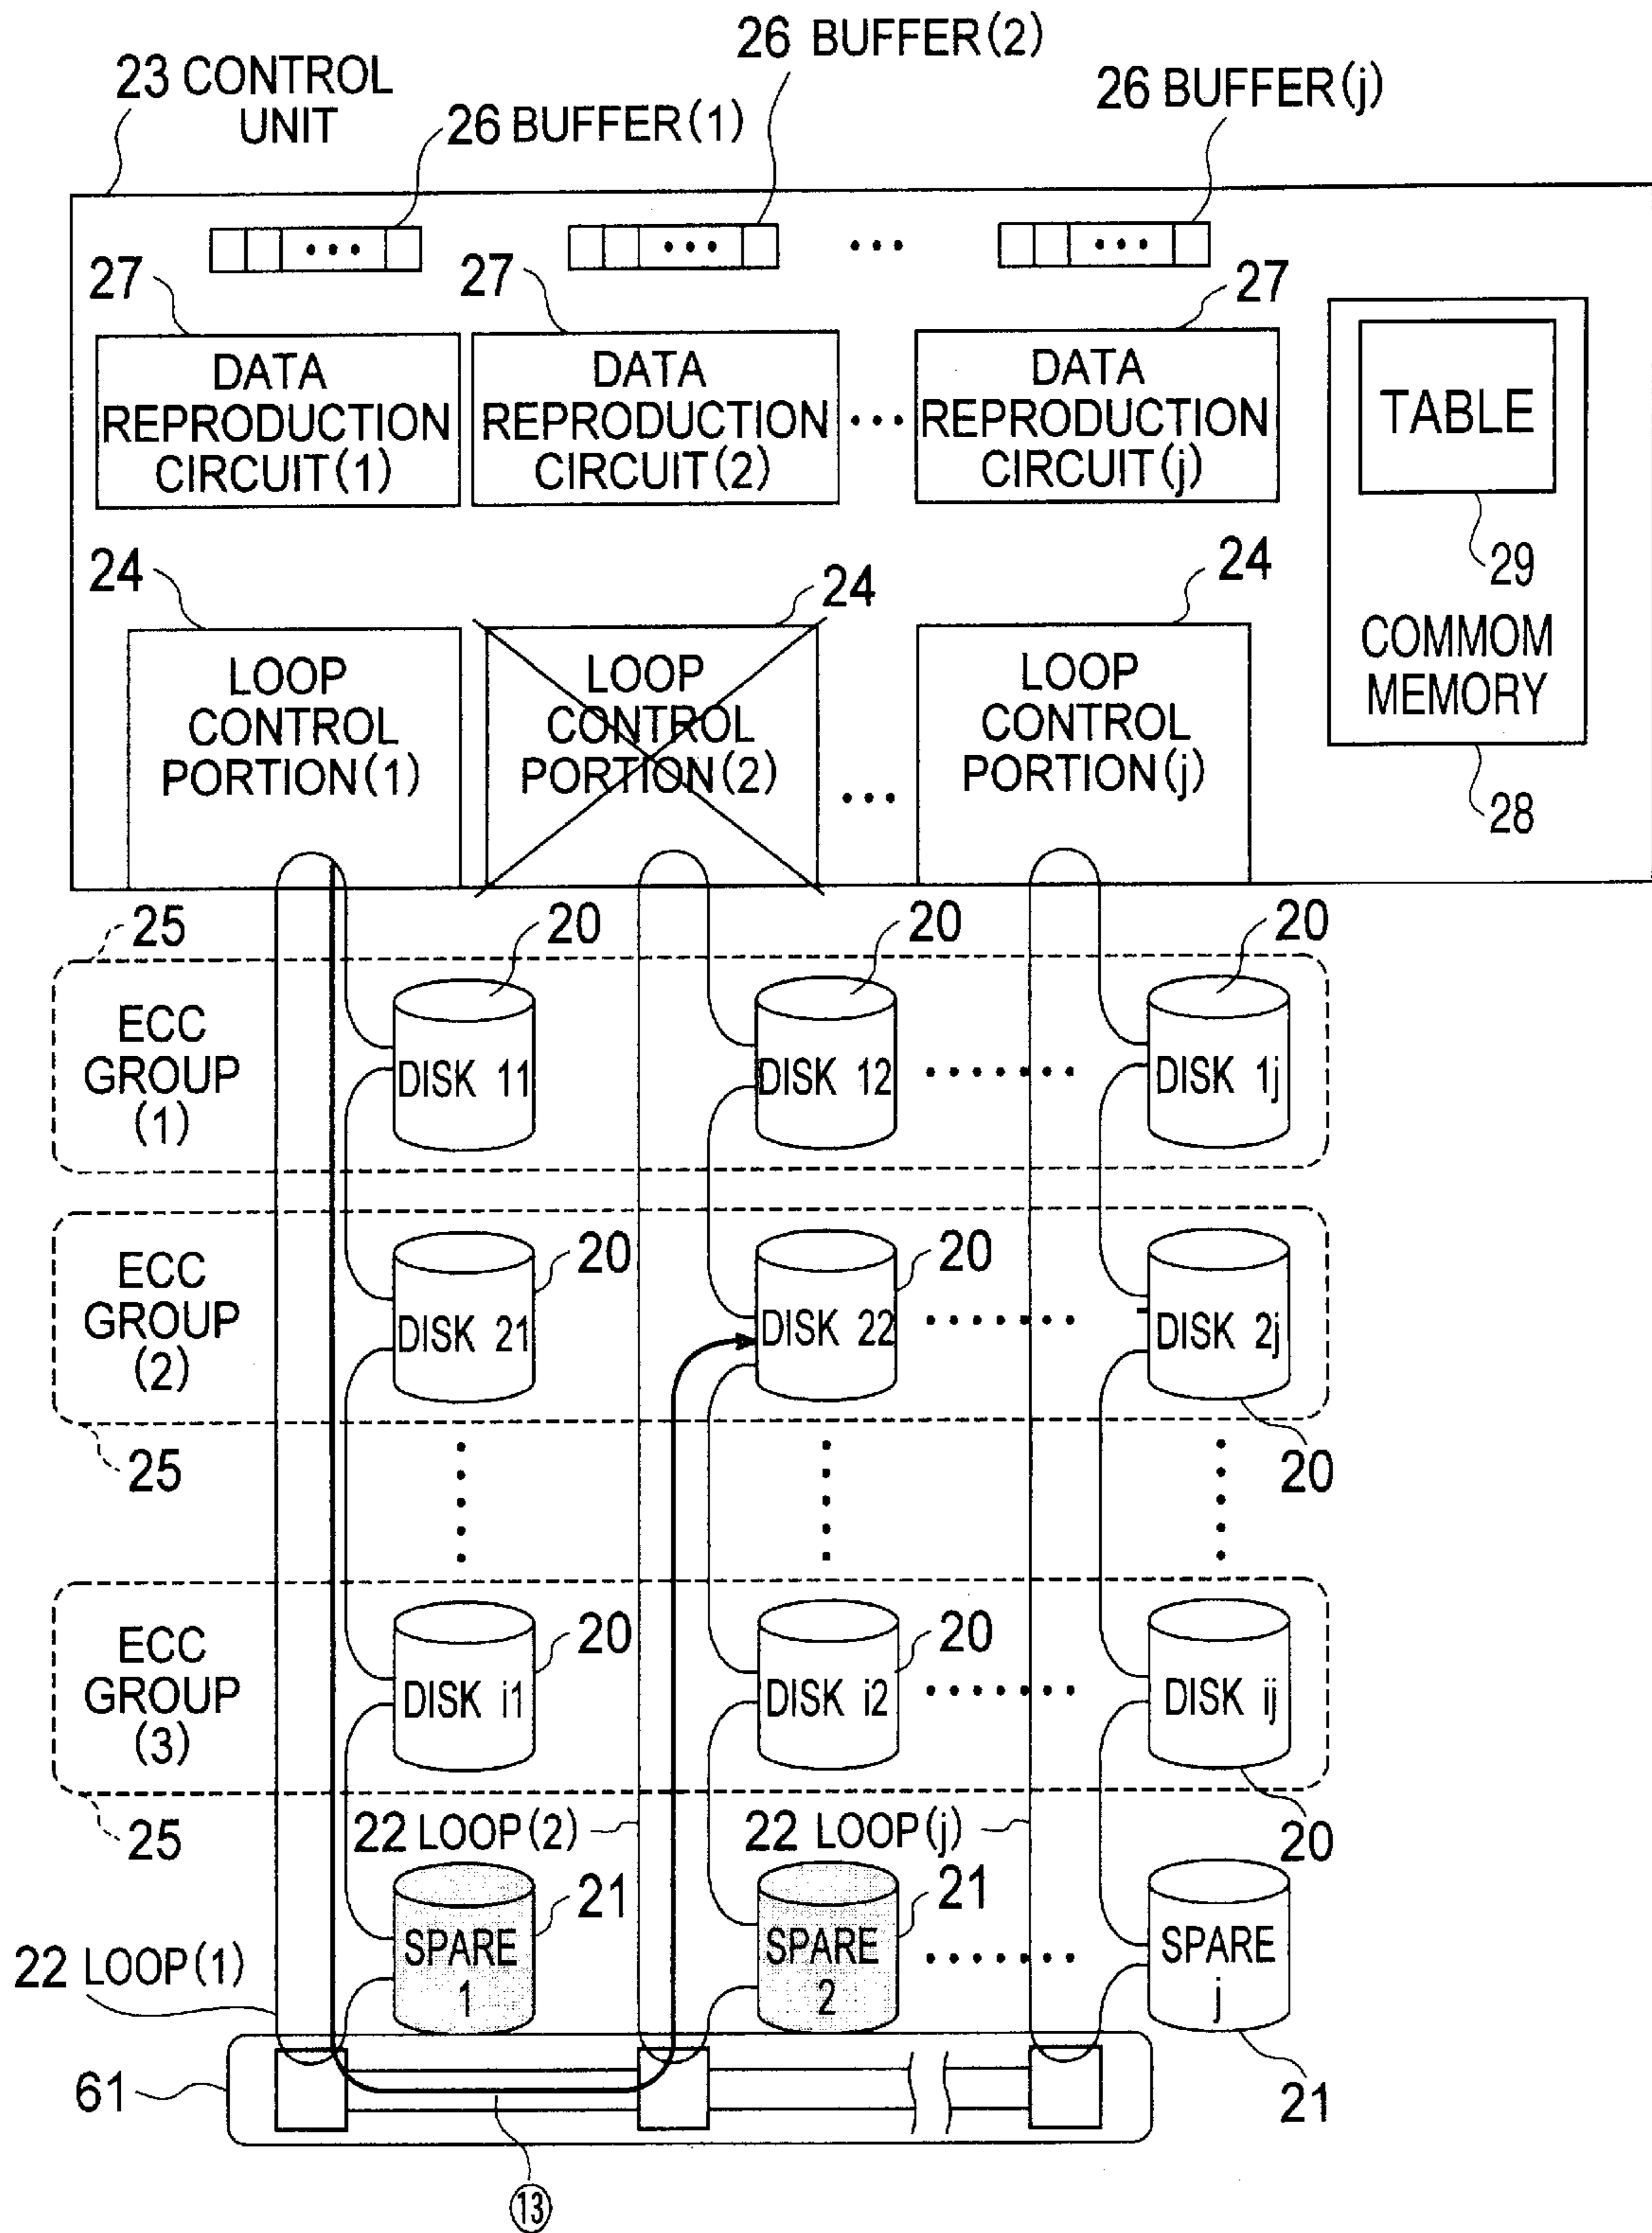 26 BUFFER(2)
23 CONTROL
UNIT
26 BUFFER(1)
26 BUFFER(j)
27
27
27
DATA
REPRODUCTION
CIRCUIT(1)
DATA
REPRODUCTION
CIRCUIT(2)
DATA
REPRODUCTION
CIRCUIT(j)
TABLE
29
COMMOM
MEMORY
28
24
24
24
LOOP
CONTROL
PORTION(1)
LOOP
CONTROL
PORTION(2)
LOOP
CONTROL
PORTION(j)
25
20
20
20
ECC
GROUP
(1)
DISK 11
DISK 12
DISK 1j
ECC
GROUP
(2)
20
20
DISK 21
DISK 22
DISK 2j
25
20
ECC
GROUP
(3)
20
20
DISK i1
DISK i2
DISK ij
25
22 LOOP(2)
22 LOOP(j)
20
21
21
22 LOOP(1)
SPARE
1
SPARE
2
SPARE
j
61
21
13